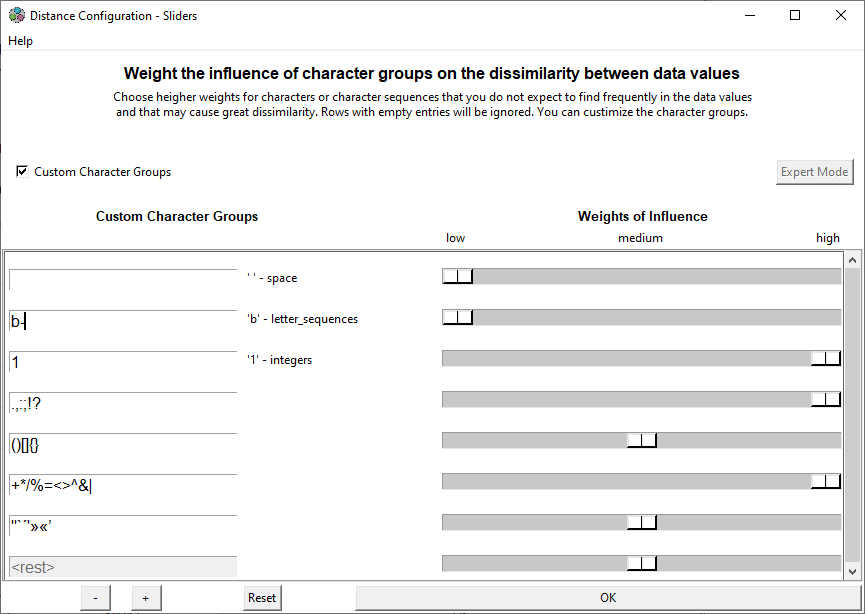 Distance Configuration - Sliders
Help
Weight the influence of character groups on the dissimilarity between data values
Choose heigher weights for characters or character sequences that you do not expect to find frequently in the data values
and that may cause great dissimilarity. Rows with empty entries will be ignored. You can custimize the character groups.
Custom Character Groups
Expert Mode
Custom Character Groups Weights of Influence
low medium high
' ' - space
b- 'b' - letter_sequences
1 '1' - integers
.,:;!?
()[]{}
+*/%=<>^&|
"`´'»«’
<rest>
- + Reset OK